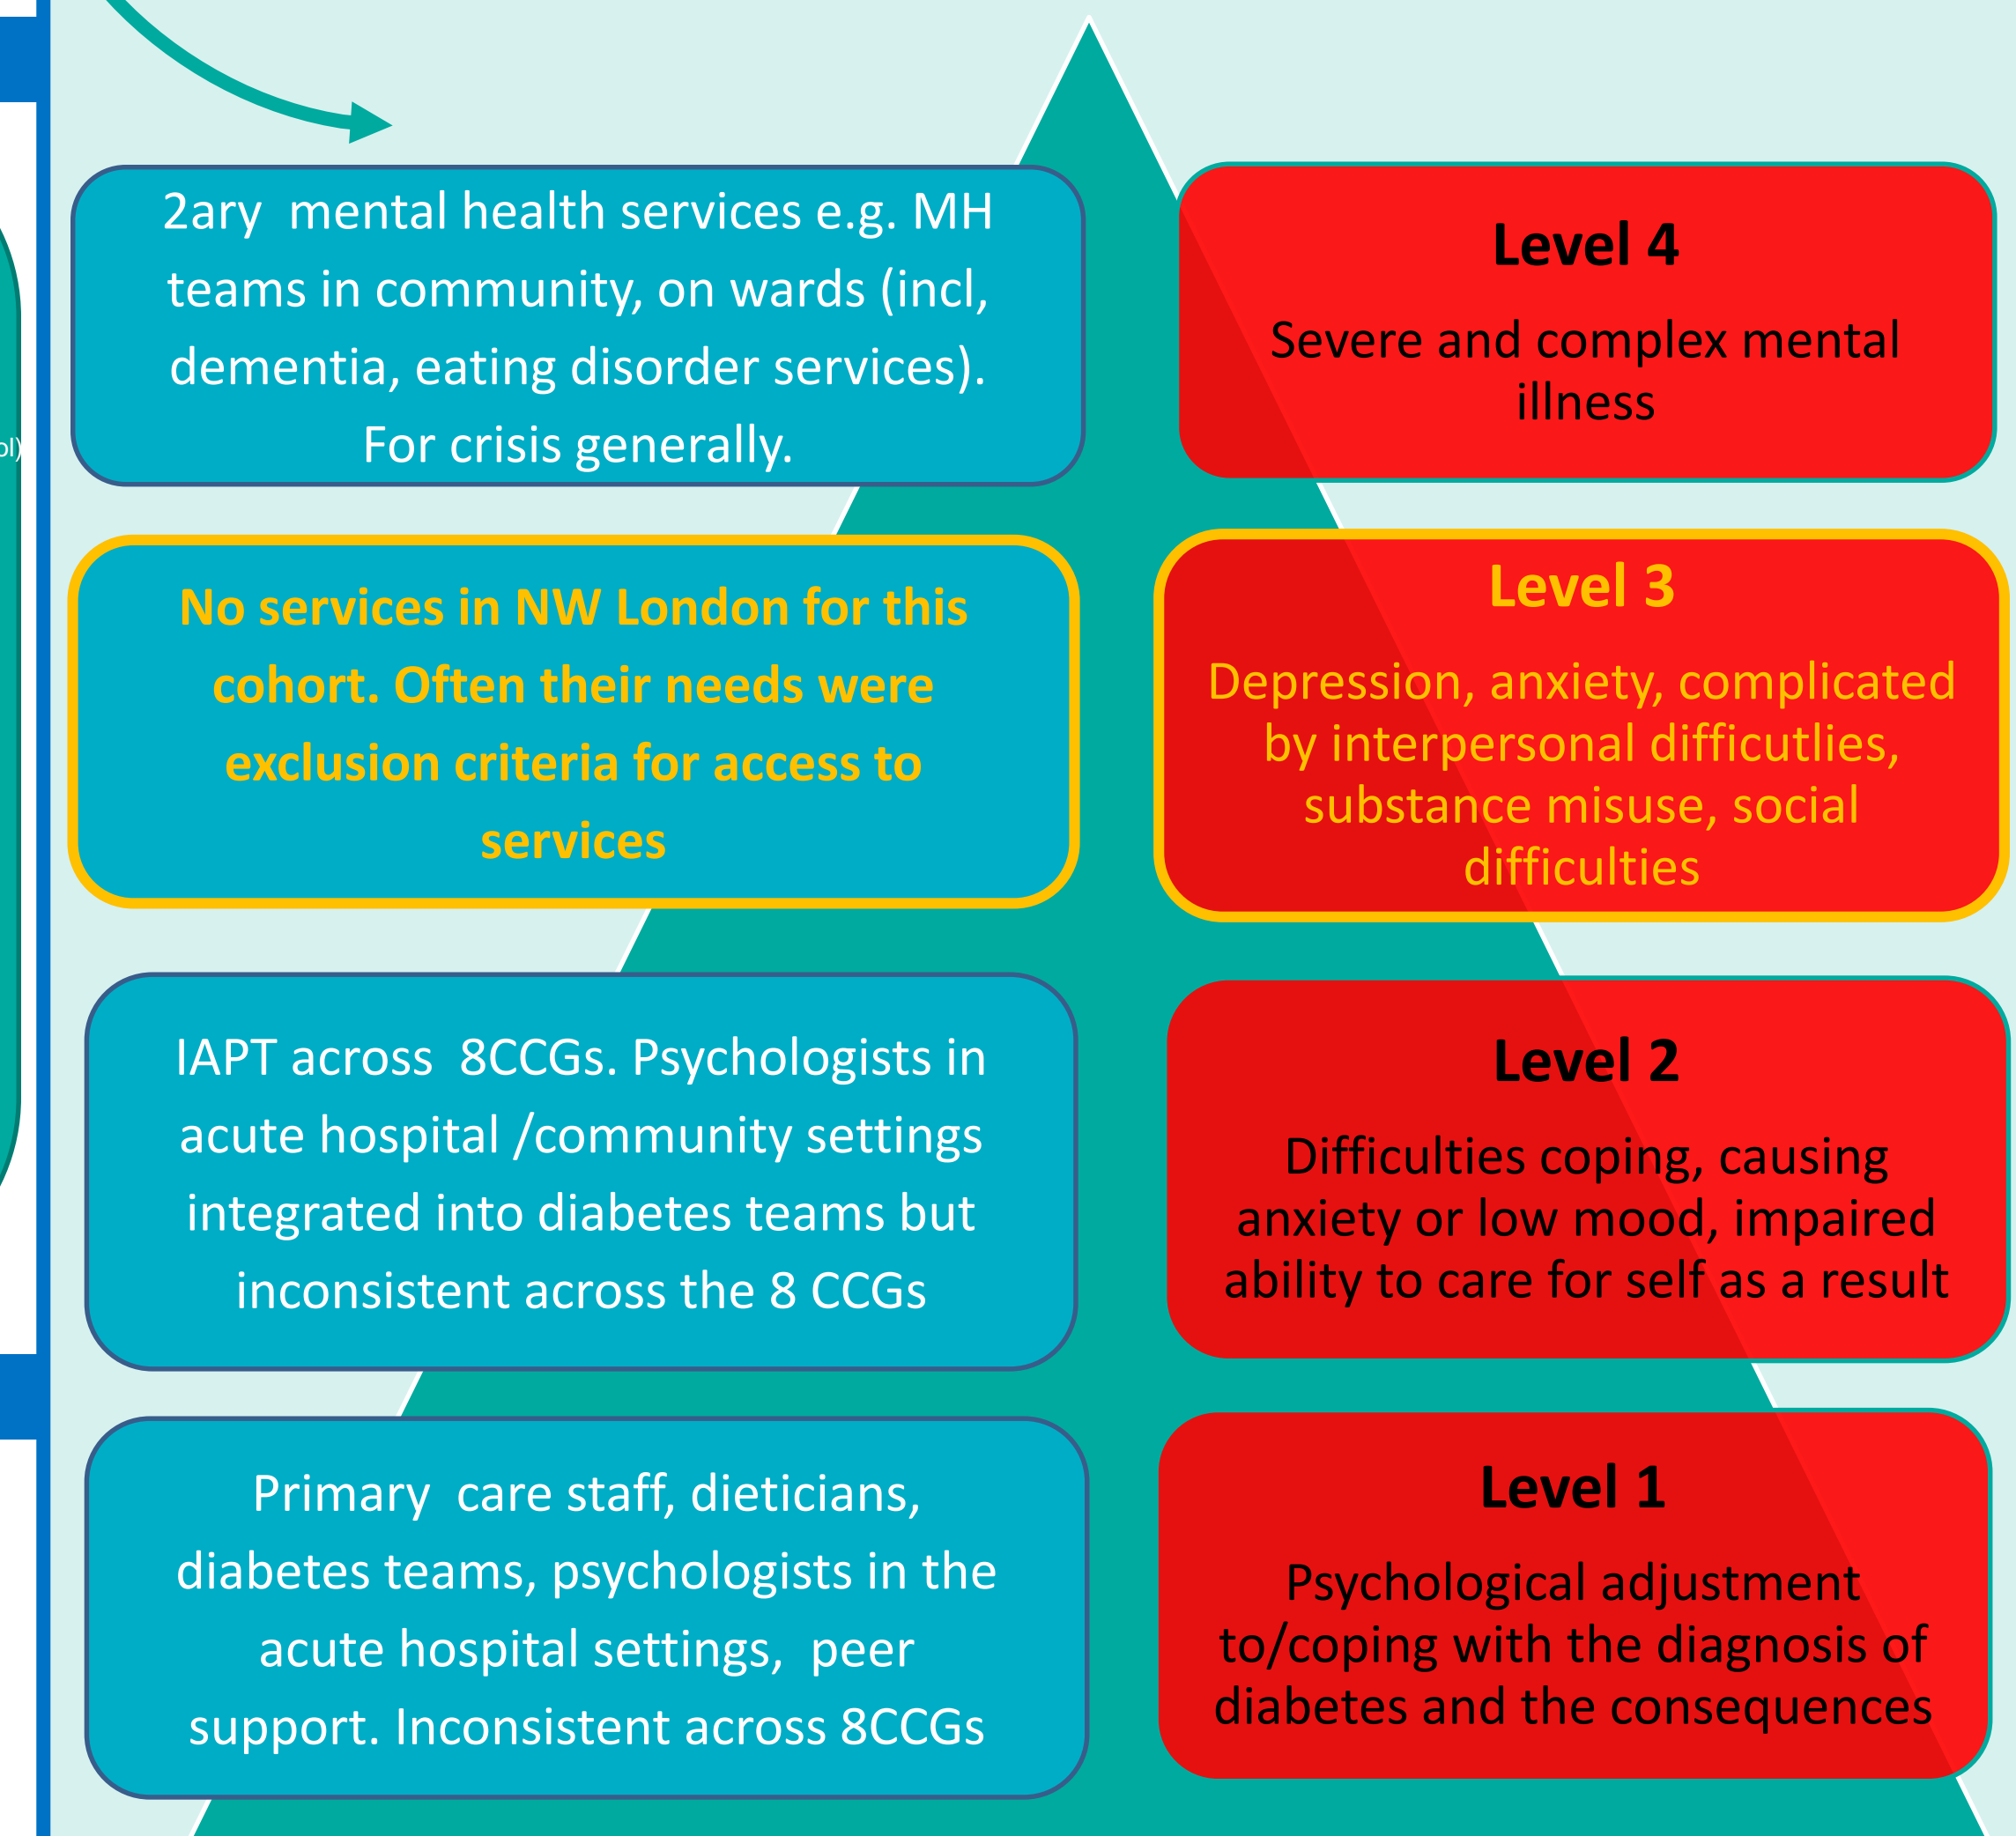 2ary mental health services e.g. MH
teams in community, on wards (incl,
dementia, eating disorder services).
For crisis generally.
Level 4
Severe and complex mental
illness
No services in NW London for this
cohort. Often their needs were
exclusion criteria for access to
services
Level 3
Depression, anxiety, complicated
by interpersonal difficutlies,
substance misuse, social
difficulties
IAPT across 8CCGs. Psychologists in
acute hospital /community settings
integrated into diabetes teams but
inconsistent across the 8 CCGs
Level 2
Difficulties coping, causing
anxiety or low mood, impaired
ability to care for self as a result
Primary care staff, dieticians,
diabetes teams, psychologists in the
acute hospital settings, peer
support. Inconsistent across 8CCGs
Level 1
Psychological adjustment
to/coping with the diagnosis of
diabetes and the consequences